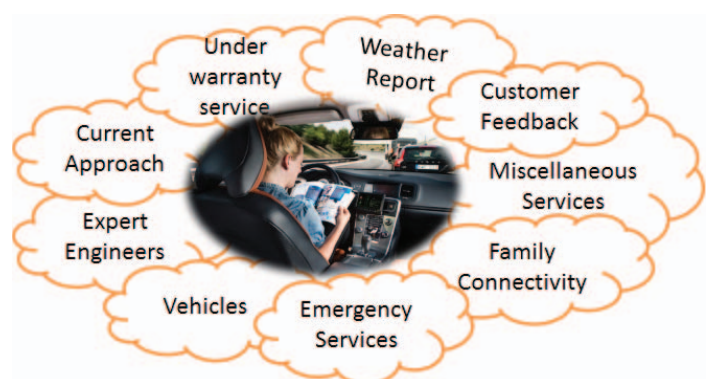 Under
warranty
service
Weather
Report
Customer
Feedback
Miscellaneous
Services
Family
Connectivity
Emergency
Services
Vehicles
Expert
Engineers
Current
Approach